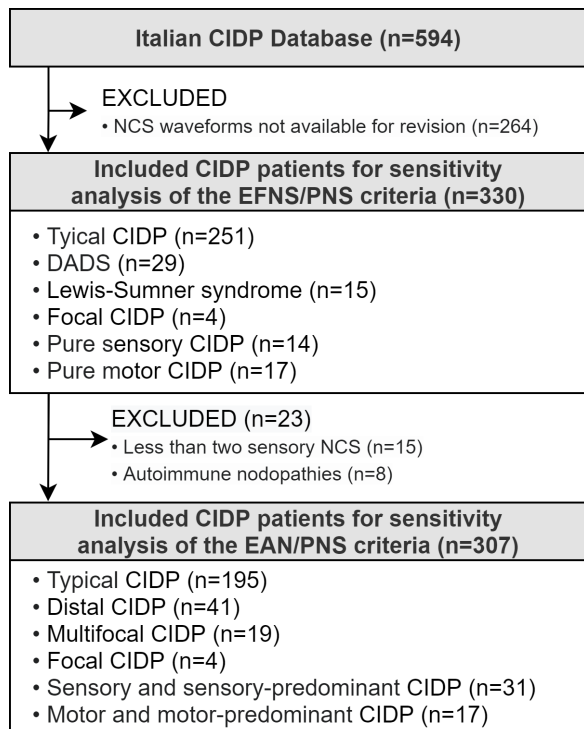 Italian CIDP Database (n=594)
EXCLUDED
• NCS waveforms not available for revision (n=264)
Included CIDP patients for sensitivity
analysis of the EFNS/PNS criteria (n=330)
• Tyical CIDP (n=251)
• DADS (n=29)
• Lewis-Sumner syndrome (n=15)
• Focal CIDP (n=4)
• Pure sensory CIDP (n=14)
• Pure motor CIDP (n=17)
EXCLUDED (n=23)
• Less than two sensory NCS (n=15)
• Autoimmune nodopathies (n=8)
Included CIDP patients for sensitivity
analysis of the EAN/PNS criteria (n=307)
• Typical CIDP (n=195)
• Distal CIDP (n=41)
• Multifocal CIDP (n=19)
• Focal CIDP (n=4)
• Sensory and sensory-predominant CIDP (n=31)
• Motor and motor-predominant CIDP (n=17)